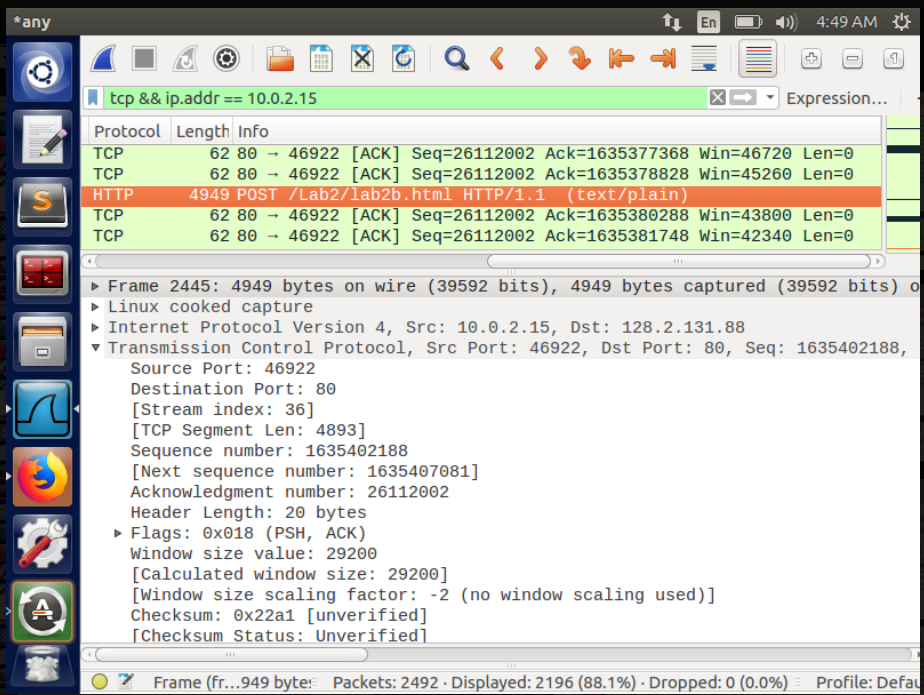 *any
En 4:49 AM
tcp && ip.addr == 10.0.2.15 Expression…
Protocol Length Info
TCP 62 80 → 46922 [ACK] Seq=26112002 Ack=1635377368 Win=46720 Len=0
TCP 62 80 → 46922 [ACK] Seq=26112002 Ack=1635378828 Win=45260 Len=0
HTTP 4949 POST /Lab2/lab2b.html HTTP/1.1 (text/plain)
TCP 62 80 → 46922 [ACK] Seq=26112002 Ack=1635380288 Win=43800 Len=0
TCP 62 80 → 46922 [ACK] Seq=26112002 Ack=1635381748 Win=42340 Len=0
Frame 2445: 4949 bytes on wire (39592 bits), 4949 bytes captured (39592 bits) o
Linux cooked capture
Internet Protocol Version 4, Src: 10.0.2.15, Dst: 128.2.131.88
Transmission Control Protocol, Src Port: 46922, Dst Port: 80, Seq: 1635402188,
Source Port: 46922
Destination Port: 80
[Stream index: 36]
[TCP Segment Len: 4893]
Sequence number: 1635402188
[Next sequence number: 1635407081]
Acknowledgment number: 26112002
Header Length: 20 bytes
Flags: 0x018 (PSH, ACK)
Window size value: 29200
[Calculated window size: 29200]
[Window size scaling factor: -2 (no window scaling used)]
Checksum: 0x22a1 [unverified]
[Checksum Status: Unverified]
Frame (fr…949 byte Packets: 2492 · Displayed: 2196 (88.1%) · Dropped: 0 (0.0%) Profile: Defau